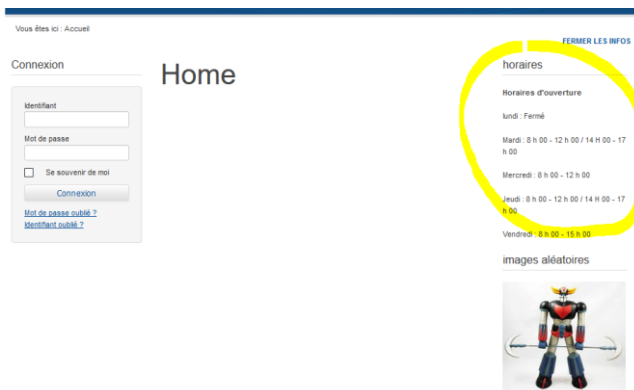 Vous êtes ici : Accueil
FERMER LES INFOS
Connexion
Identifiant
Mot de passe
Se souvenir de moi
Connexion
Mot de passe oublié ?
Identifiant oublié ?
Home
horaires
Horaires d'ouverture
lundi : Fermé
Mardi : 8 h 00 - 12 h 00 / 14 H 00 - 17
h 00
Mercredi : 8 h 00 - 12 h 00
Jeudi : 8 h 00 - 12 h 00 / 14 H 00 - 17
h 00
Vendredi : 8 h 00 - 15 h 00
images aléatoires